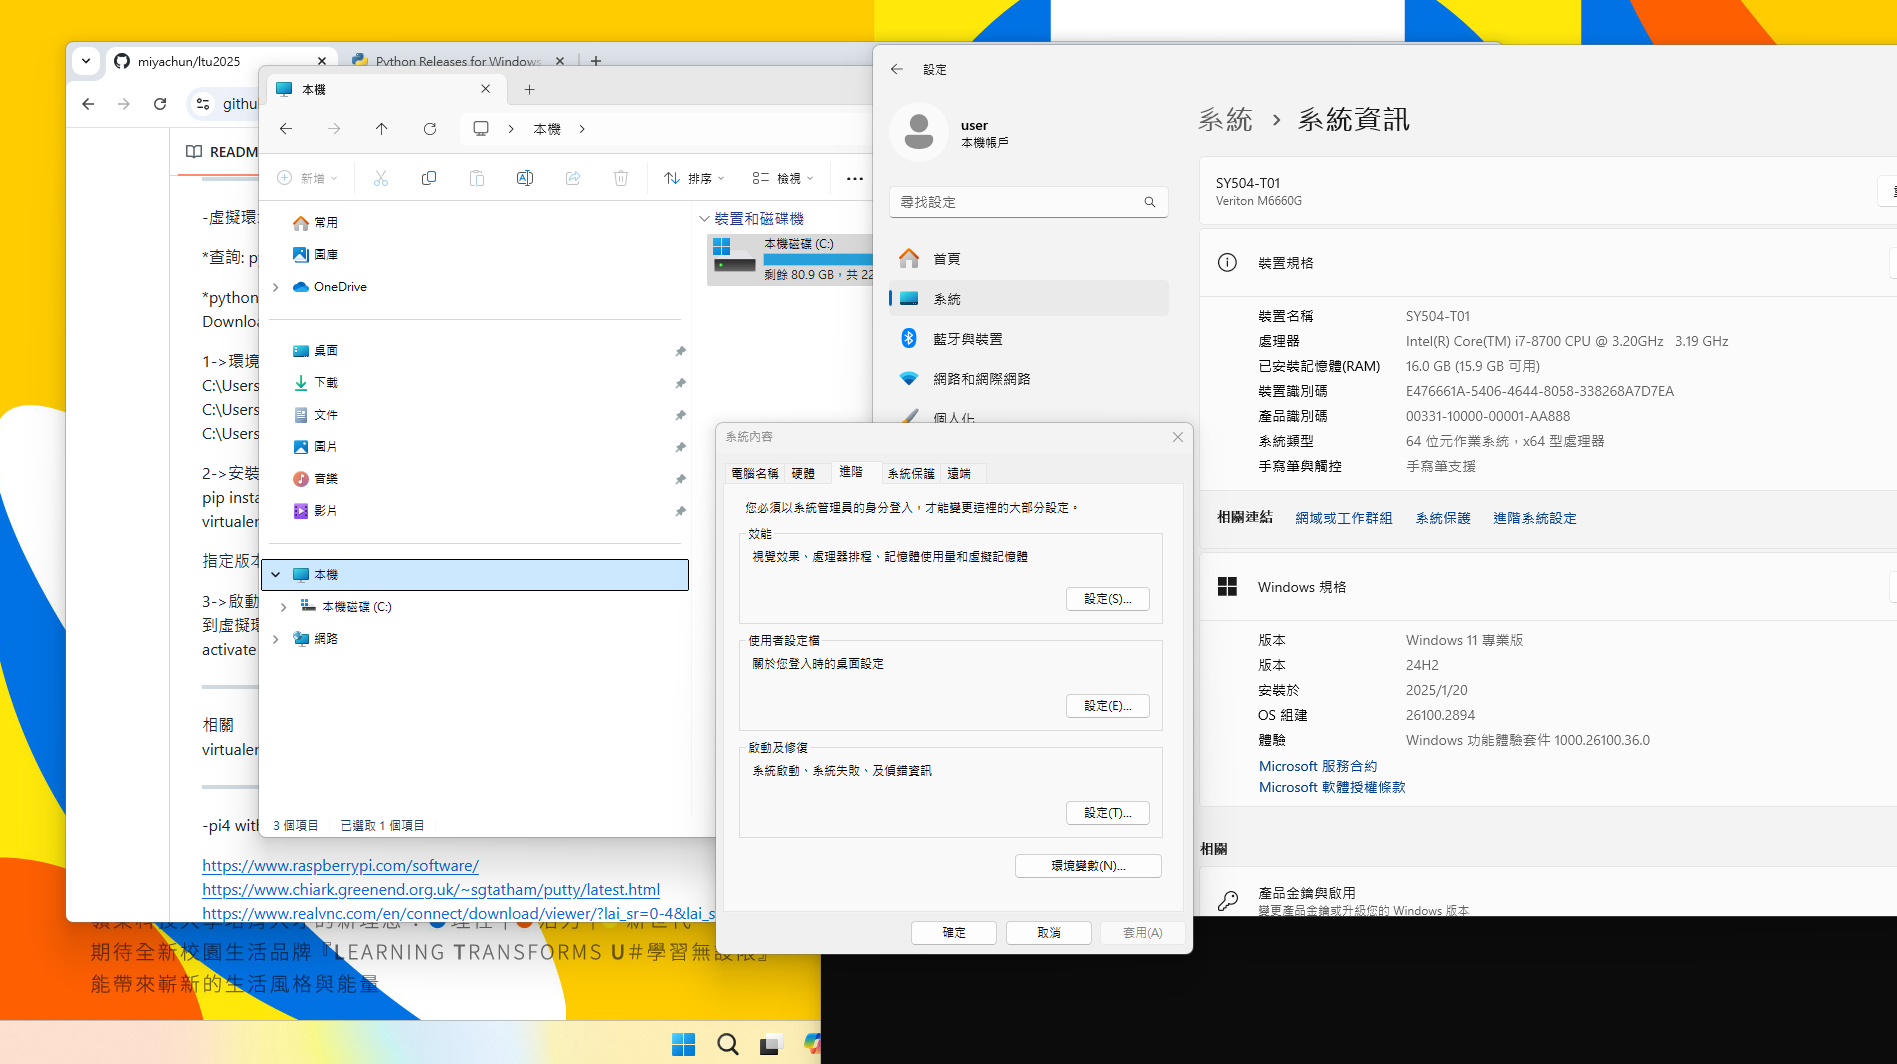 miyachun/ltu2025
Python Releases for Windows
githu
READM
-虛擬環
*查詢: p
*python
Downloa
1->環境
C:\Users
C:\Users
C:\Users
2->安裝
pip insta
virtualen
指定版本
3->啟動
到虛擬環
activate
相關
virtualen
-pi4 with
https://www.raspberrypi.com/software/
https://www.chiark.greenend.org.uk/~sgtatham/putty/latest.html
https://www.realvnc.com/en/connect/download/viewer/?lai_sr=0-4&lai_s
期待全新校園生活品牌『LEARNING TRANSFORMS U#學習無設限』
能帶來嶄新的生活風格與能量
本機
本機
新增
排序
檢視
常用
圖庫
OneDrive
桌面
下載
文件
圖片
音樂
影片
本機
本機磁碟 (C:)
網路
裝置和磁碟機
本機磁碟 (C:)
剩餘 80.9 GB，共 22
3 個項目
已選取 1 個項目
設定
user
本機帳戶
尋找設定
首頁
系統
藍牙與裝置
網路和網際網路
個人化
系統 › 系統資訊
SY504-T01
Veriton M6660G
裝置規格
裝置名稱 SY504-T01
處理器 Intel(R) Core(TM) i7-8700 CPU @ 3.20GHz 3.19 GHz
已安裝記憶體(RAM) 16.0 GB (15.9 GB 可用)
裝置識別碼 E476661A-5406-4644-8058-338268A7D7EA
產品識別碼 00331-10000-00001-AA888
系統類型 64 位元作業系統，x64 型處理器
手寫筆與觸控 手寫筆支援
相關連結 網域或工作群組 系統保護 進階系統設定
Windows 規格
版本 Windows 11 專業版
版本 24H2
安裝於 2025/1/20
OS 組建 26100.2894
體驗 Windows 功能體驗套件 1000.26100.36.0
Microsoft 服務合約
Microsoft 軟體授權條款
相關
產品金鑰與啟用
變更產品金鑰或升級您的 Windows 版本
系統內容
電腦名稱 硬體 進階 系統保護 遠端
您必須以系統管理員的身分登入，才能變更這裡的大部分設定。
效能
視覺效果、處理器排程、記憶體使用量和虛擬記憶體
設定(S)...
使用者設定檔
關於您登入時的桌面設定
設定(E)...
啟動及修復
系統啟動、系統失敗、及偵錯資訊
設定(T)...
環境變數(N)...
確定 取消 套用(A)